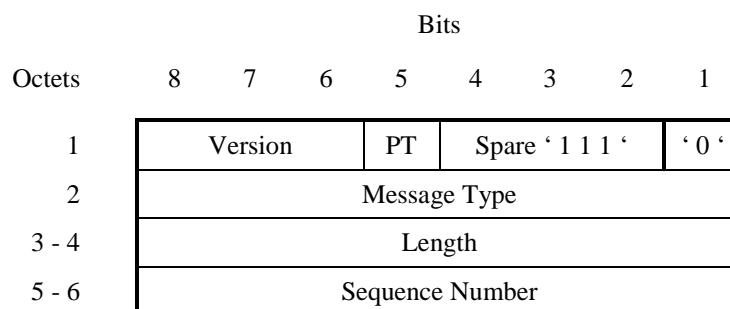 Bits
Octets 8 7 6 5 4 3 2 1
1 Version PT Spare ‘ 1 1 1 ‘ ‘ 0 ‘
2 Message Type
3 - 4 Length
5 - 6 Sequence Number